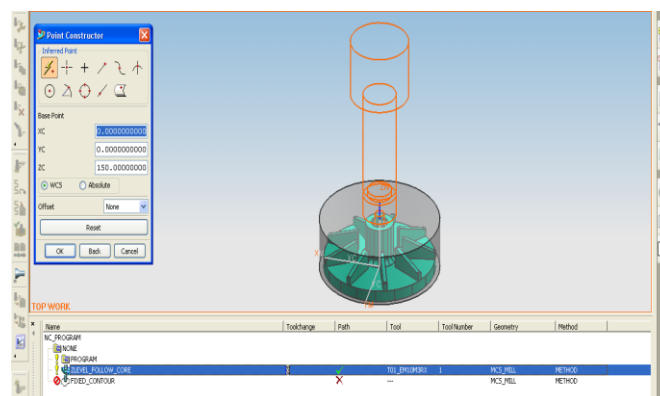 Point Constructor
Inferred Point
Base Point
XC 0.0000000000
YC 0.0000000000
ZC 150.00000000
WCS Absolute
Offset None
Reset
OK Back Cancel
TOP WORK
Name Toolchange Path Tool Tool Number Geometry Method
NC_PROGRAM
NONE
PROGRAM
ZLEVEL_FOLLOW_CORE T01_EM10M3RX 1 MCS_MILL METHOD
FIXED_CONTOUR --- MCS_MILL METHOD